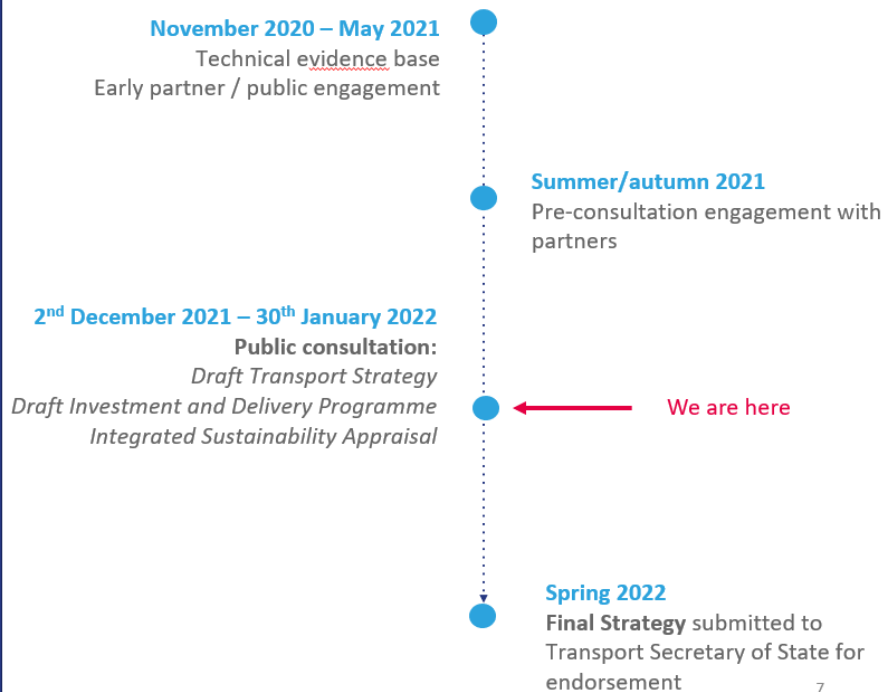 November 2020 – May 2021
Technical evidence base
Early partner / public engagement
Summer/autumn 2021
Pre-consultation engagement with
partners
2nd December 2021 – 30th January 2022
Public consultation:
Draft Transport Strategy
Draft Investment and Delivery Programme
Integrated Sustainability Appraisal
We are here
Spring 2022
Final Strategy submitted to
Transport Secretary of State for
endorsement
7